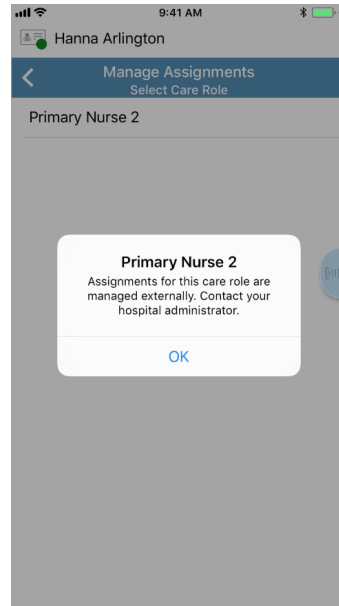 9:41 AM
Hanna Arlington
Manage Assignments
Select Care Role
Primary Nurse 2
Primary Nurse 2
Assignments for this care role are
managed externally. Contact your
hospital administrator.
OK